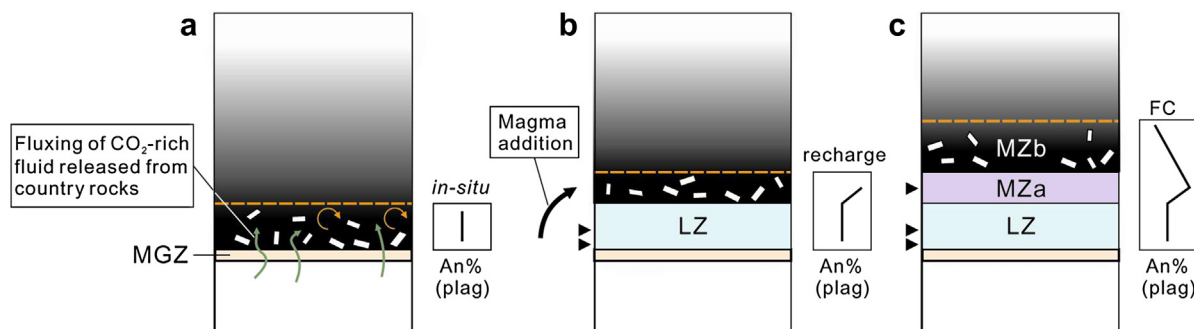 a
Fluxing of CO₂-rich
fluid released from
country rocks
MGZ
in-situ
An%
(plag)
b
Magma
addition
LZ
recharge
An%
(plag)
c
MZb
MZa
LZ
FC
An%
(plag)